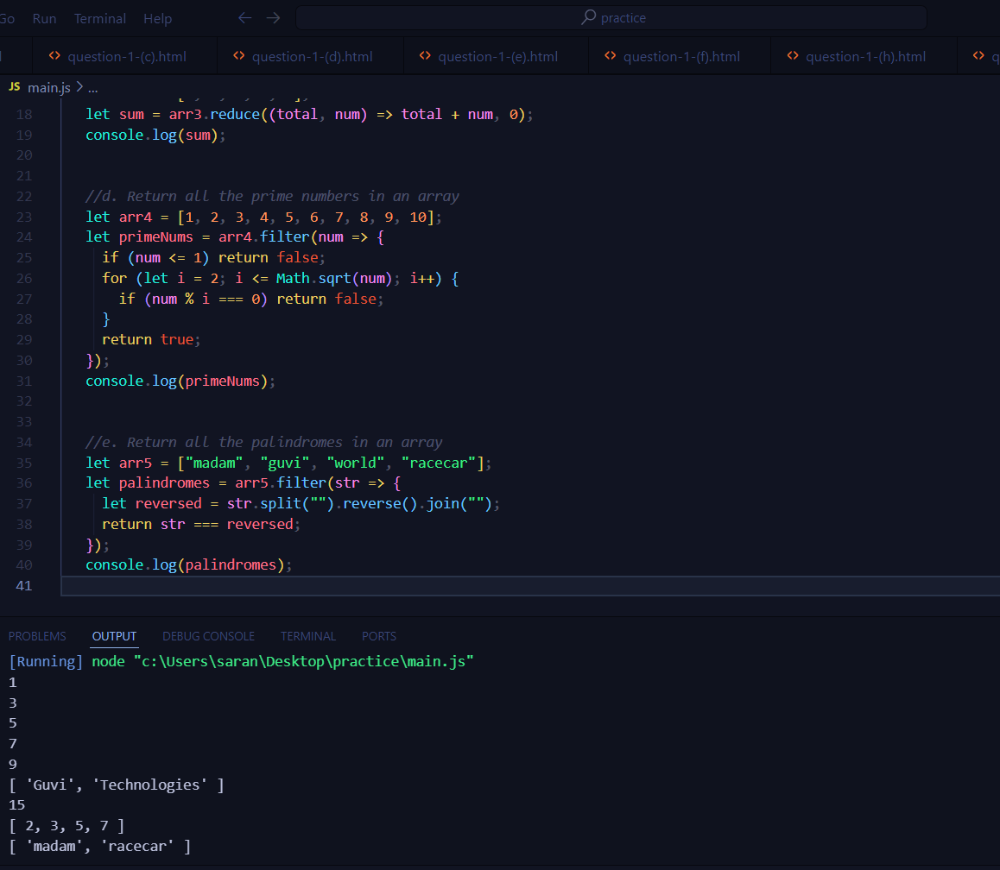 Go Run Terminal Help ← → practice
question-1-(c).html question-1-(d).html question-1-(e).html question-1-(f).html question-1-(h).html
JS main.js > ...
18 let sum = arr3.reduce((total, num) => total + num, 0);
19 console.log(sum);
20
21
22 //d. Return all the prime numbers in an array
23 let arr4 = [1, 2, 3, 4, 5, 6, 7, 8, 9, 10];
24 let primeNums = arr4.filter(num => {
25 if (num <= 1) return false;
26 for (let i = 2; i <= Math.sqrt(num); i++) {
27 if (num % i === 0) return false;
28 }
29 return true;
30 });
31 console.log(primeNums);
32
33
34 //e. Return all the palindromes in an array
35 let arr5 = ["madam", "guvi", "world", "racecar"];
36 let palindromes = arr5.filter(str => {
37 let reversed = str.split("").reverse().join("");
38 return str === reversed;
39 });
40 console.log(palindromes);
41
PROBLEMS OUTPUT DEBUG CONSOLE TERMINAL PORTS
[Running] node "c:\Users\saran\Desktop\practice\main.js"
1
3
5
7
9
[ 'Guvi', 'Technologies' ]
15
[ 2, 3, 5, 7 ]
[ 'madam', 'racecar' ]